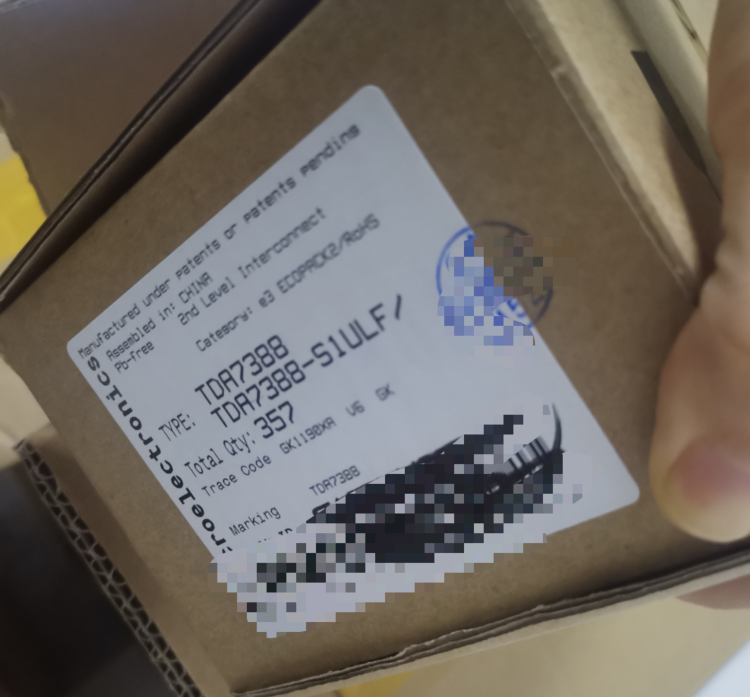 Manufactured under patents or patents pending
Assembled in: CHINA
Pb-free 2nd Level Interconnect
Category: e3 ECOPACK2/RoHS
TYPE: TDA7388
TDA7388-S1ULF/
Total Qty: 357
Trace Code GK1190XA V6 GK
Marking TDA7388
roelectronics